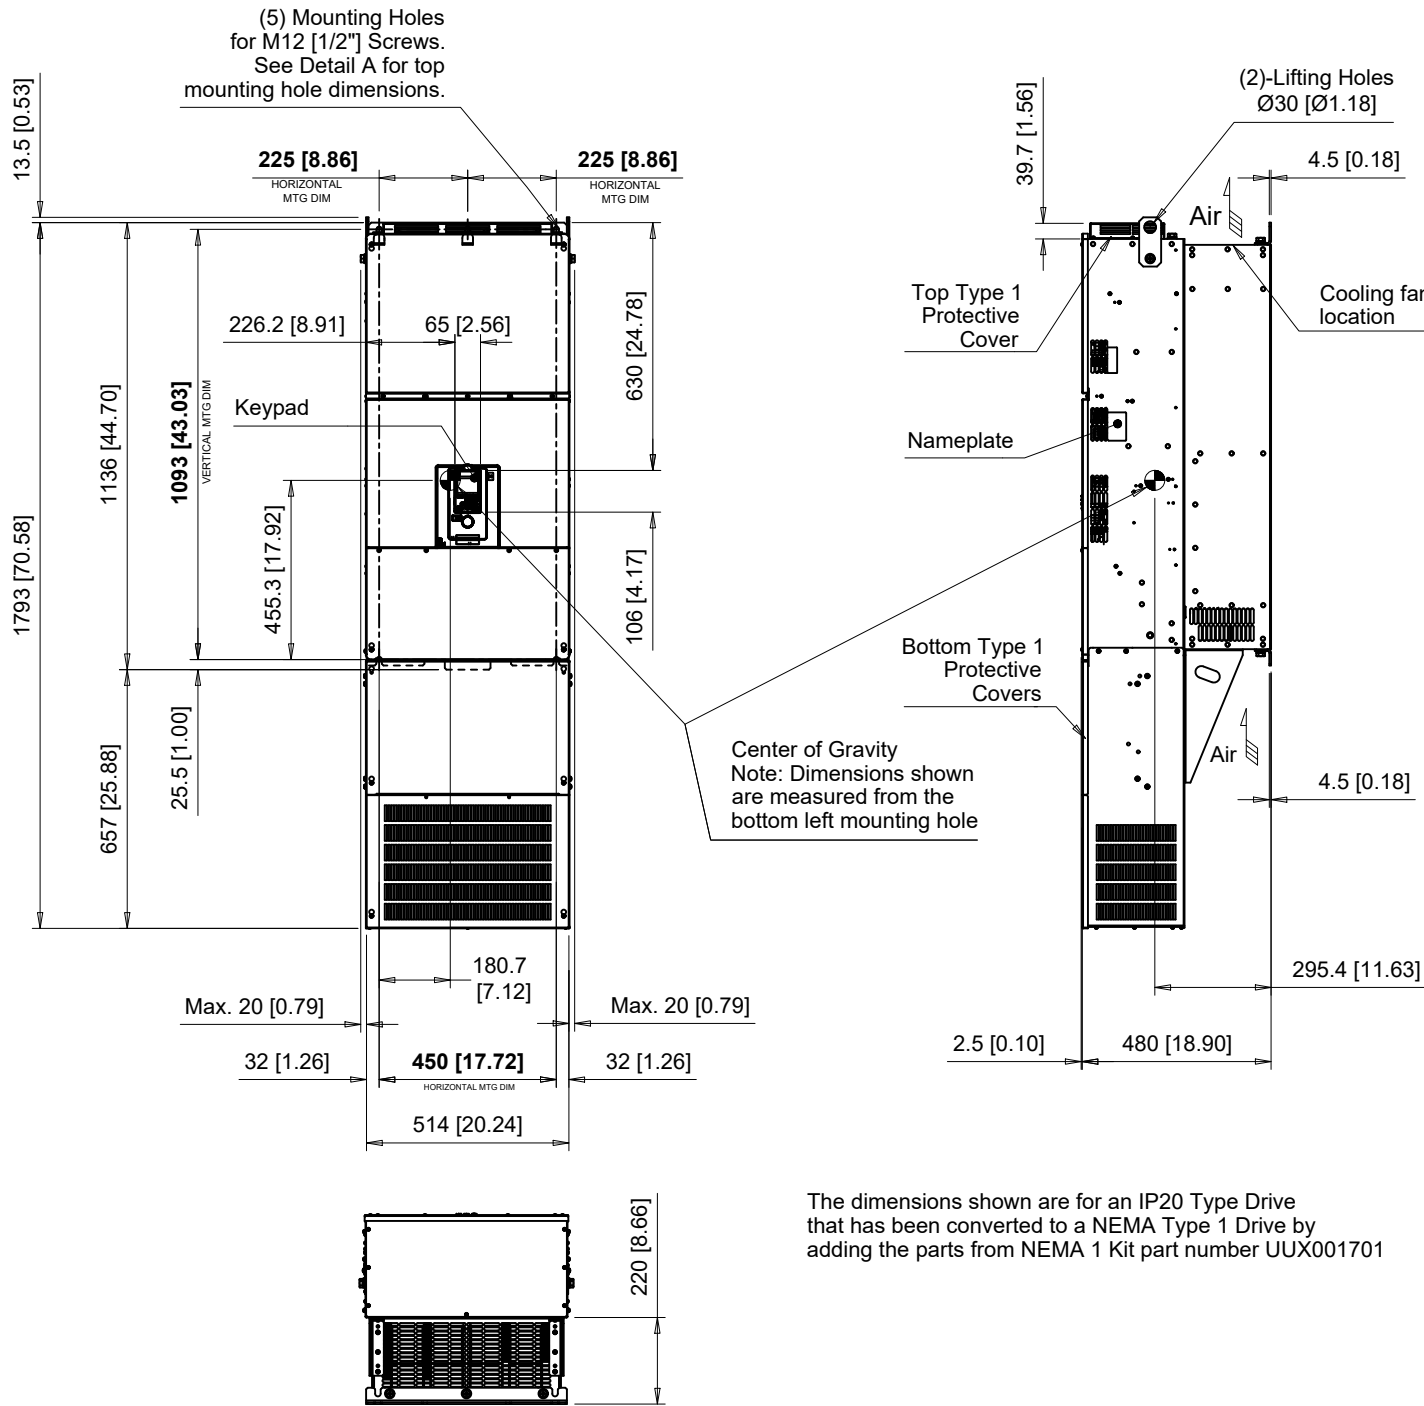 (5) Mounting Holes
for M12 [1/2"] Screws.
See Detail A for top
mounting hole dimensions.
13.5 [0.53]
225 [8.86]
HORIZONTAL
MTG DIM
225 [8.86]
HORIZONTAL
MTG DIM
39.7 [1.56]
(2)-Lifting Holes
Ø30 [Ø1.18]
4.5 [0.18]
Air
Top Type 1
Protective
Cover
Cooling fan
location
226.2 [8.91]
65 [2.56]
630 [24.78]
Keypad
Nameplate
1793 [70.58]
1136 [44.70]
1093 [43.03]
VERTICAL MTG DIM
455.3 [17.92]
106 [4.17]
Bottom Type 1
Protective
Covers
657 [25.88]
25.5 [1.00]
Center of Gravity
Note: Dimensions shown
are measured from the
bottom left mounting hole
Air
4.5 [0.18]
180.7
[7.12]
295.4 [11.63]
Max. 20 [0.79]
Max. 20 [0.79]
32 [1.26]
450 [17.72]
HORIZONTAL MTG DIM
32 [1.26]
2.5 [0.10]
480 [18.90]
514 [20.24]
220 [8.66]
The dimensions shown are for an IP20 Type Drive
that has been converted to a NEMA Type 1 Drive by
adding the parts from NEMA 1 Kit part number UUX001701